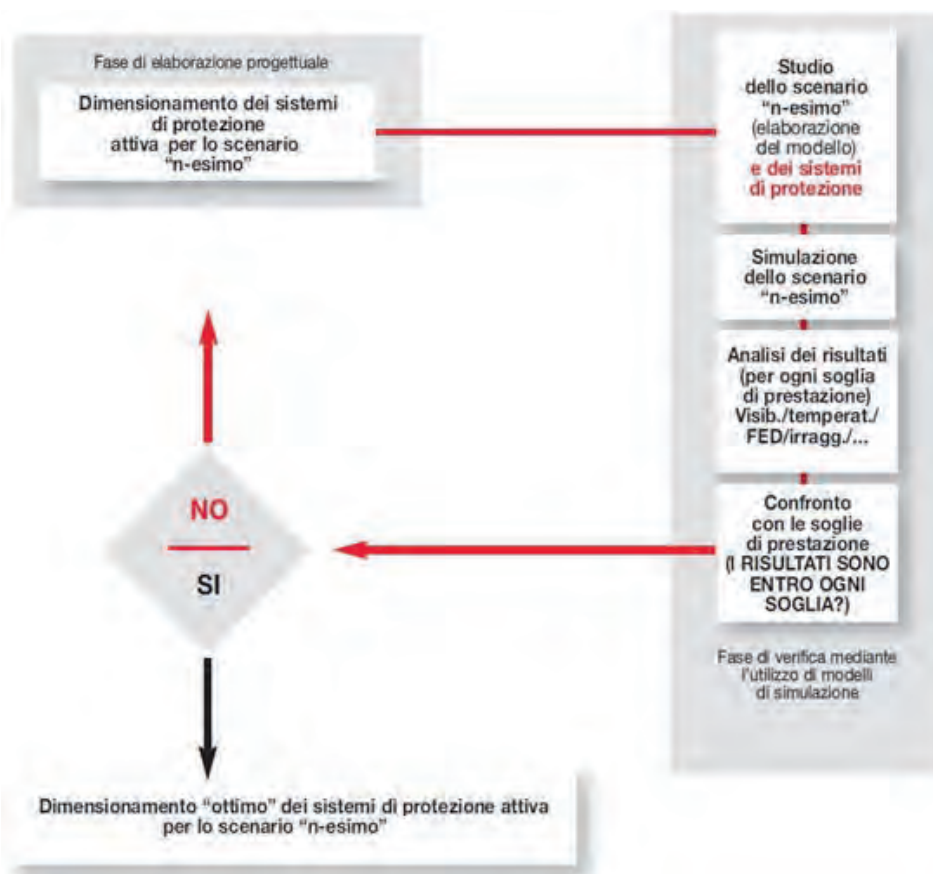 Fase di elaborazione progettuale
Dimensionamento dei sistemi
di protezione
attiva per lo scenario
“n-esimo”
Studio
dello scenario
“n-esimo”
(elaborazione
del modello)
e dei sistemi
di protezione
Simulazione
dello scenario
“n-esimo”
Analisi dei risultati
(per ogni soglia
di prestazione)
Visib./temperat./
FED/irragg./...
Confronto
con le soglie
di prestazione
(I RISULTATI SONO
ENTRO OGNI
SOGLIA?)
Fase di verifica mediante
l'utilizzo di modelli
di simulazione
NO
SI
Dimensionamento “ottimo” dei sistemi di protezione attiva
per lo scenario “n-esimo”